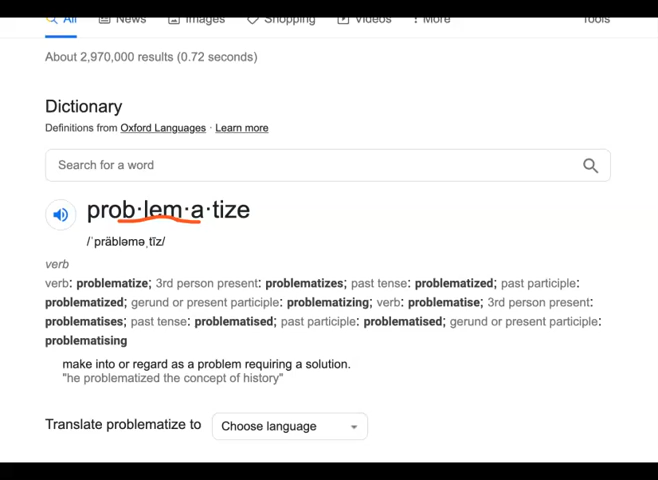 All News Images Shopping Videos More Tools
About 2,970,000 results (0.72 seconds)
Dictionary
Definitions from Oxford Languages · Learn more
Search for a word
prob·lem·a·tize
/ˈpräbləməˌtīz/
verb
verb: problematize; 3rd person present: problematizes; past tense: problematized; past participle:
problematized; gerund or present participle: problematizing; verb: problematise; 3rd person present:
problematises; past tense: problematised; past participle: problematised; gerund or present participle:
problematising
make into or regard as a problem requiring a solution.
"he problematized the concept of history"
Translate problematize to Choose language